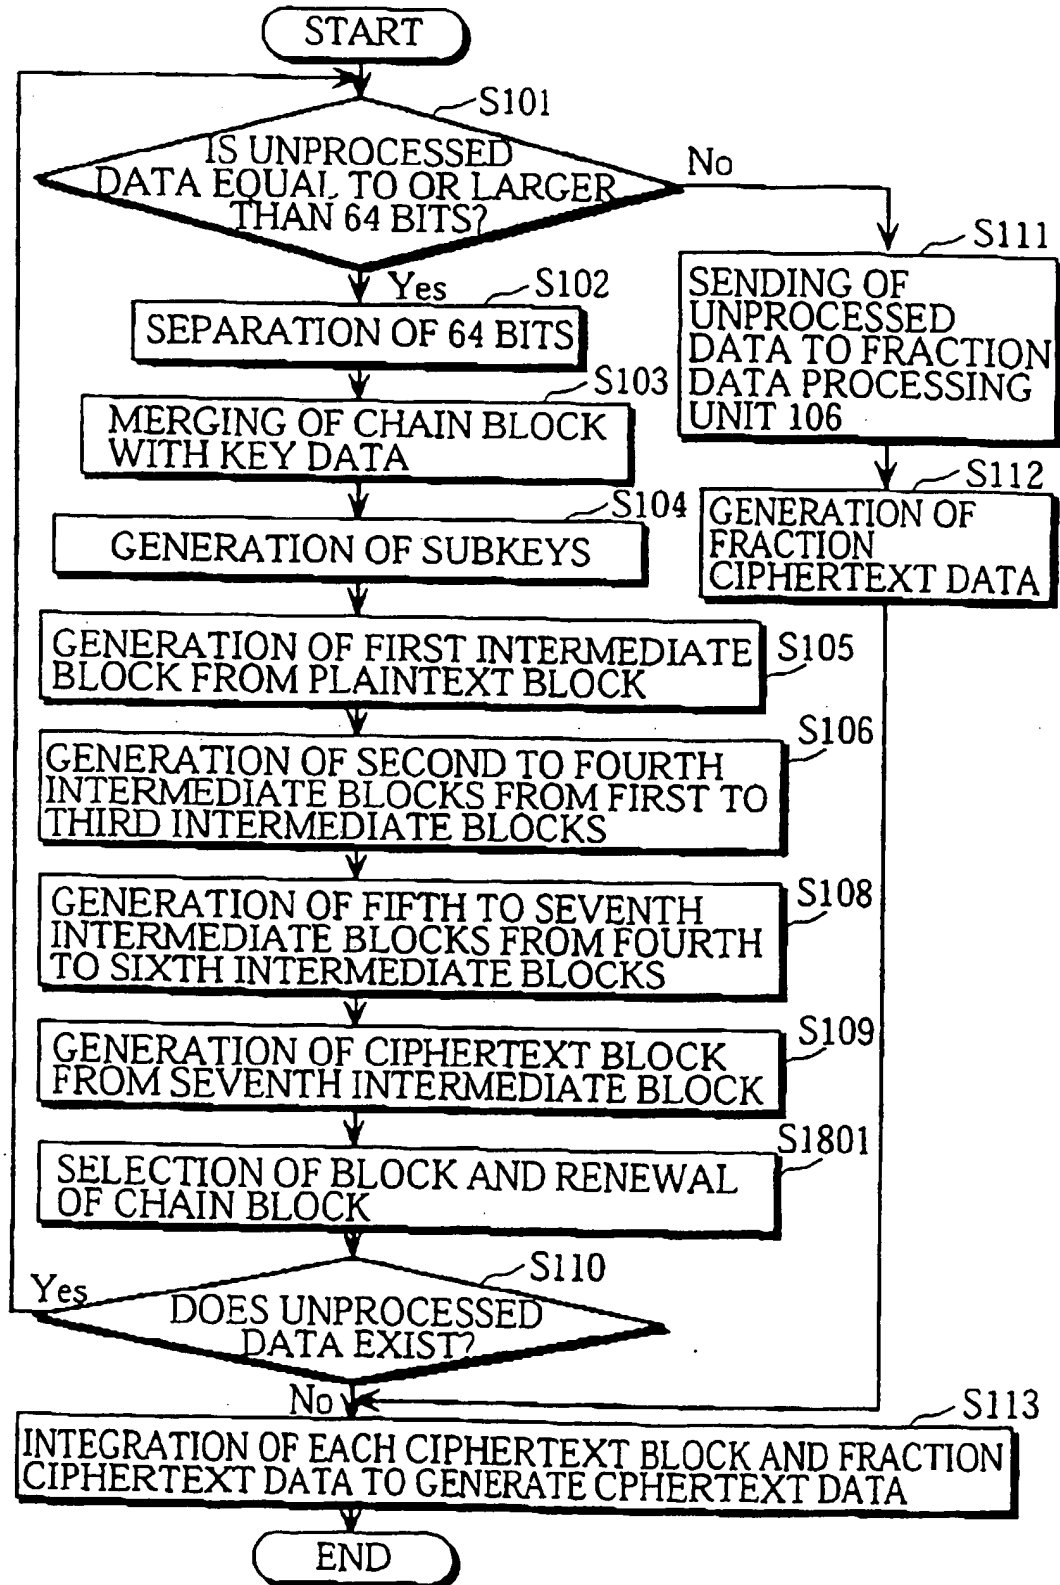 START
S101
IS UNPROCESSED
DATA EQUAL TO OR LARGER
THAN 64 BITS?
No
Yes
S102
SEPARATION OF 64 BITS
S103
MERGING OF CHAIN BLOCK
WITH KEY DATA
S104
GENERATION OF SUBKEYS
S111
SENDING OF
UNPROCESSED
DATA TO FRACTION
DATA PROCESSING
UNIT 106
S112
GENERATION OF
FRACTION
CIPHERTEXT DATA
GENERATION OF FIRST INTERMEDIATE
BLOCK FROM PLAINTEXT BLOCK
S105
S106
GENERATION OF SECOND TO FOURTH
INTERMEDIATE BLOCKS FROM FIRST TO
THIRD INTERMEDIATE BLOCKS
S108
GENERATION OF FIFTH TO SEVENTH
INTERMEDIATE BLOCKS FROM FOURTH
TO SIXTH INTERMEDIATE BLOCKS
S109
GENERATION OF CIPHERTEXT BLOCK
FROM SEVENTH INTERMEDIATE BLOCK
S1801
SELECTION OF BLOCK AND RENEWAL
OF CHAIN BLOCK
S110
Yes
DOES UNPROCESSED
DATA EXIST?
No
S113
INTEGRATION OF EACH CIPHERTEXT BLOCK AND FRACTION
CIPHERTEXT DATA TO GENERATE CPHERTEXT DATA
END